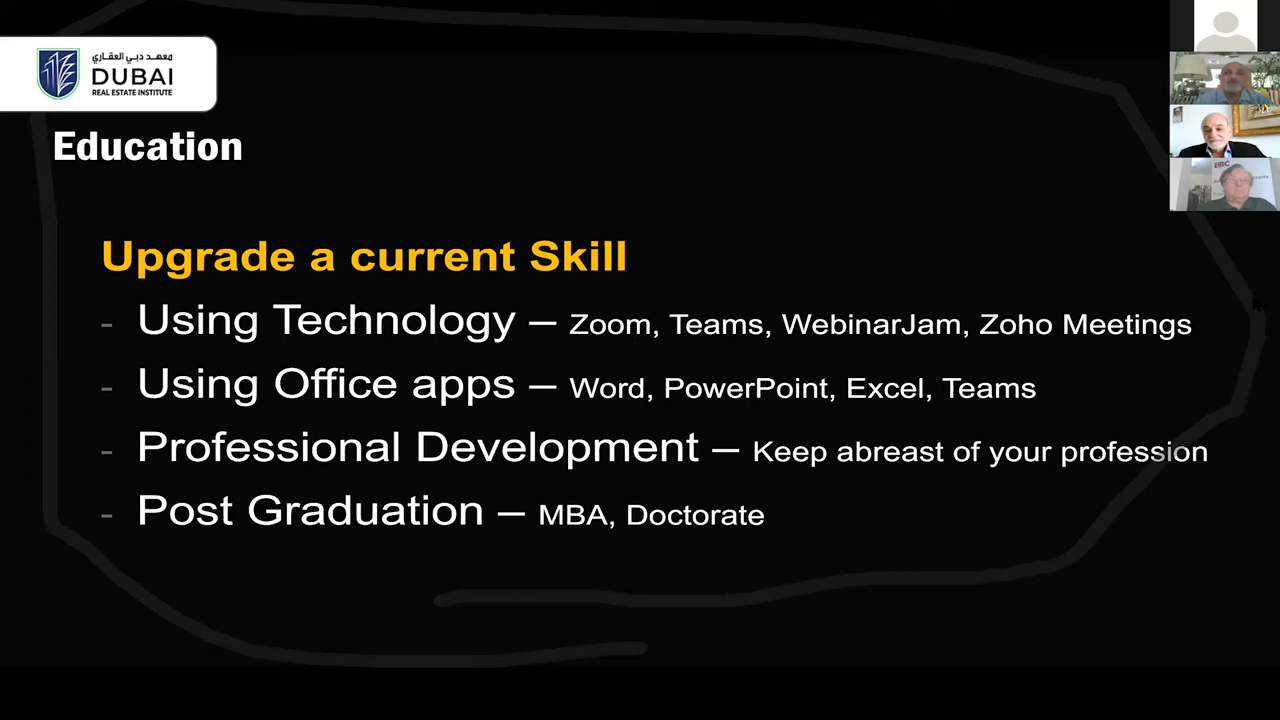 معهد دبي العقاري
DUBAI
REAL ESTATE INSTITUTE
Education
Upgrade a current Skill
- Using Technology – Zoom, Teams, WebinarJam, Zoho Meetings
- Using Office apps – Word, PowerPoint, Excel, Teams
- Professional Development – Keep abreast of your profession
- Post Graduation – MBA, Doctorate
EBC